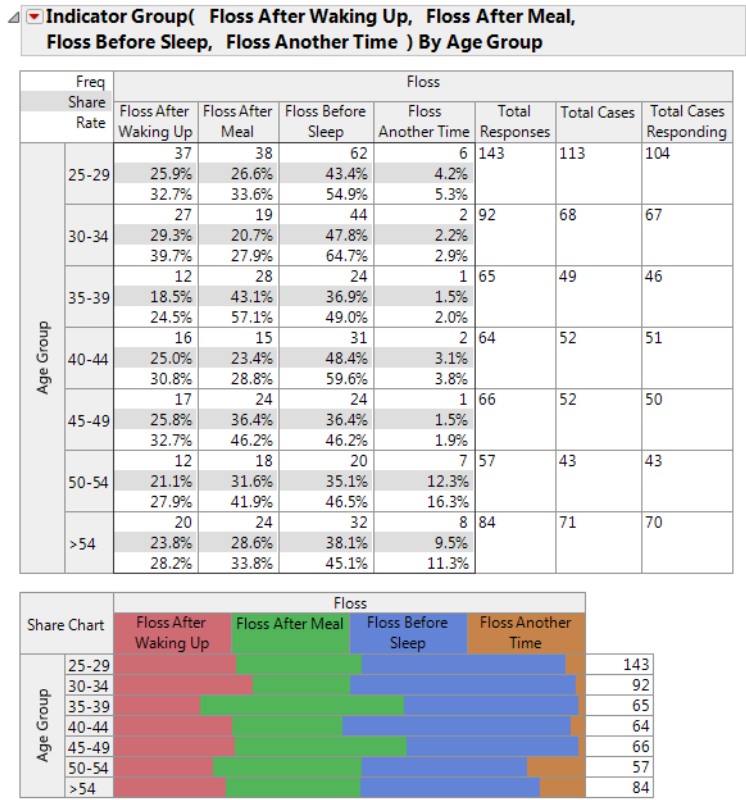 Indicator Group( Floss After Waking Up, Floss After Meal,
Floss Before Sleep, Floss Another Time ) By Age Group
Freq
Share
Rate
Floss
Floss After Waking Up Floss After Meal Floss Before Sleep Floss Another Time Total Responses Total Cases Total Cases Responding
Age Group
25-29
37 38 62 6 143 113 104
25.9% 26.6% 43.4% 4.2%
32.7% 33.6% 54.9% 5.3%
30-34
27 19 44 2 92 68 67
29.3% 20.7% 47.8% 2.2%
39.7% 27.9% 64.7% 2.9%
35-39
12 28 24 1 65 49 46
18.5% 43.1% 36.9% 1.5%
24.5% 57.1% 49.0% 2.0%
40-44
16 15 31 2 64 52 51
25.0% 23.4% 48.4% 3.1%
30.8% 28.8% 59.6% 3.8%
45-49
17 24 24 1 66 52 50
25.8% 36.4% 36.4% 1.5%
32.7% 46.2% 46.2% 1.9%
50-54
12 18 20 7 57 43 43
21.1% 31.6% 35.1% 12.3%
27.9% 41.9% 46.5% 16.3%
>54
20 24 32 8 84 71 70
23.8% 28.6% 38.1% 9.5%
28.2% 33.8% 45.1% 11.3%
Share Chart
Floss
Floss After Waking Up Floss After Meal Floss Before Sleep Floss Another Time
Age Group
25-29 143
30-34 92
35-39 65
40-44 64
45-49 66
50-54 57
>54 84